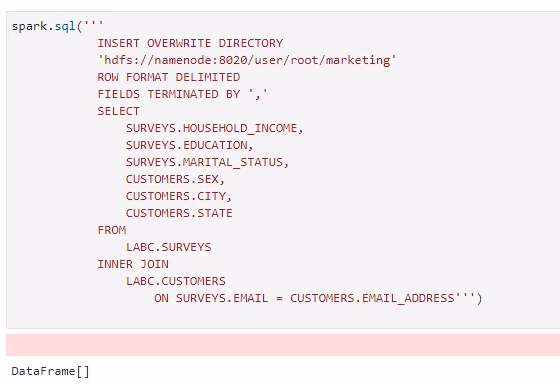 spark.sql('''
INSERT OVERWRITE DIRECTORY
'hdfs://namenode:8020/user/root/marketing'
ROW FORMAT DELIMITED
FIELDS TERMINATED BY ','
SELECT
SURVEYS.HOUSEHOLD_INCOME,
SURVEYS.EDUCATION,
SURVEYS.MARITAL_STATUS,
CUSTOMERS.SEX,
CUSTOMERS.CITY,
CUSTOMERS.STATE
FROM
LABC.SURVEYS
INNER JOIN
LABC.CUSTOMERS
ON SURVEYS.EMAIL = CUSTOMERS.EMAIL_ADDRESS''')
DataFrame[]